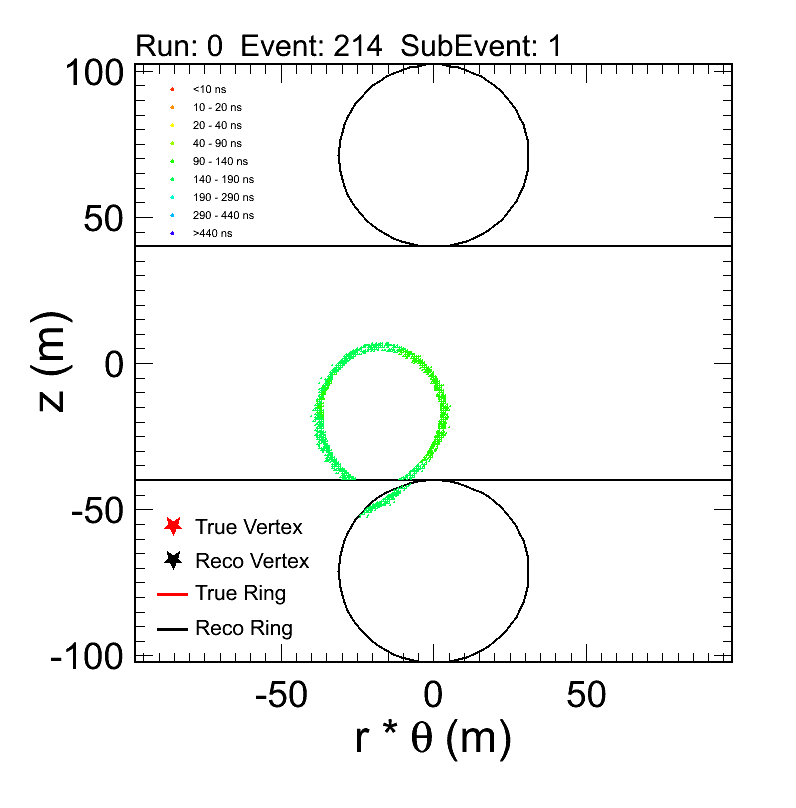 Run: 0  Event: 214  SubEvent: 1
100
<10 ns
10 - 20 ns
20 - 40 ns
40 - 90 ns
90 - 140 ns
140 - 190 ns
190 - 290 ns
290 - 440 ns
>440 ns
50
z (m)
0
-50
True Vertex
Reco Vertex
True Ring
Reco Ring
-100
-50 0 50
r * θ (m)